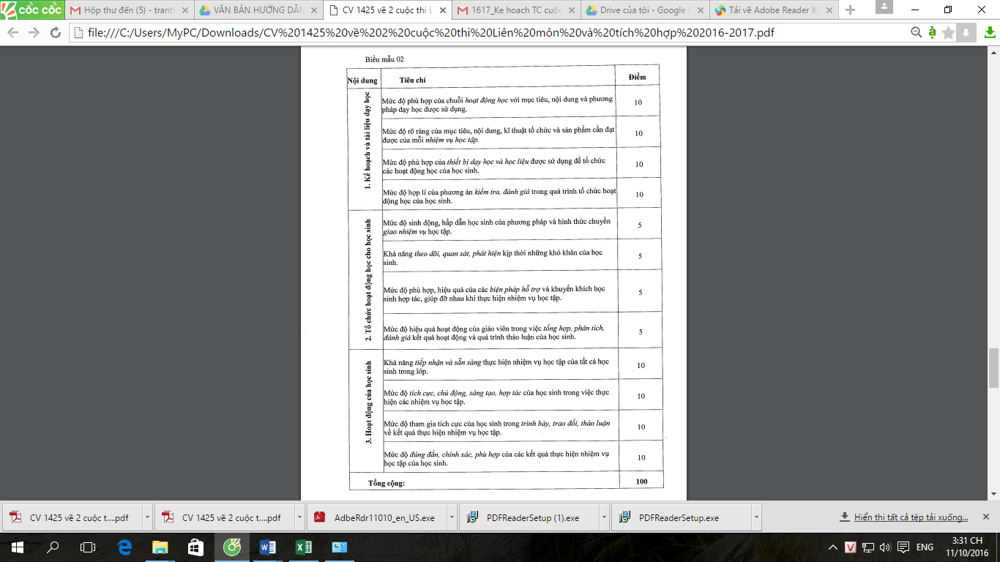 cốc cốc
Hộp thư đến (5) - trant
VĂN BẢN HƯỚNG DẪN
CV 1425 về 2 cuộc thi L
1617_Ke hoach TC cuộc
Drive của tôi - Google D
Tải về Adobe Reader XI
file:///C:/Users/MyPC/Downloads/CV%201425%20về%202%20cuộc%20thi%20Liên%20môn%20và%20tích%20hợp%202016-2017.pdf
Biểu mẫu 02
Nội dung
Tiêu chí
Điểm
1. Kế hoạch và tài liệu dạy học
Mức độ phù hợp của chuỗi hoạt động học với mục tiêu, nội dung và phương
pháp dạy học được sử dụng.
10
Mức độ rõ ràng của mục tiêu, nội dung, kĩ thuật tổ chức và sản phẩm cần đạt
được của mỗi nhiệm vụ học tập.
10
Mức độ phù hợp của thiết bị dạy học và học liệu được sử dụng để tổ chức
các hoạt động học của học sinh.
10
Mức độ hợp lí của phương án kiểm tra, đánh giá trong quá trình tổ chức hoạt
động học của học sinh.
10
2. Tổ chức hoạt động học cho học sinh
Mức độ sinh động, hấp dẫn học sinh của phương pháp và hình thức chuyển
giao nhiệm vụ học tập.
5
Khả năng theo dõi, quan sát, phát hiện kịp thời những khó khăn của học
sinh.
5
Mức độ phù hợp, hiệu quả của các biện pháp hỗ trợ và khuyến khích học
sinh hợp tác, giúp đỡ nhau khi thực hiện nhiệm vụ học tập.
5
Mức độ hiệu quả hoạt động của giáo viên trong việc tổng hợp, phân tích,
đánh giá kết quả hoạt động và quá trình thảo luận của học sinh.
5
3. Hoạt động của học sinh
Khả năng tiếp nhận và sẵn sàng thực hiện nhiệm vụ học tập của tất cả học
sinh trong lớp.
10
Mức độ tích cực, chủ động, sáng tạo, hợp tác của học sinh trong việc thực
hiện các nhiệm vụ học tập.
10
Mức độ tham gia tích cực của học sinh trong trình bày, trao đổi, thảo luận
về kết quả thực hiện nhiệm vụ học tập.
10
Mức độ đúng đắn, chính xác, phù hợp của các kết quả thực hiện nhiệm vụ
học tập của học sinh.
10
Tổng cộng:
100
CV 1425 về 2 cuộc t....pdf
CV 1425 về 2 cuộc t....pdf
AdbeRdr11010_en_US.exe
PDFReaderSetup (1).exe
PDFReaderSetup.exe
Hiển thị tất cả tệp tải xuống...
ENG
3:31 CH
11/10/2016